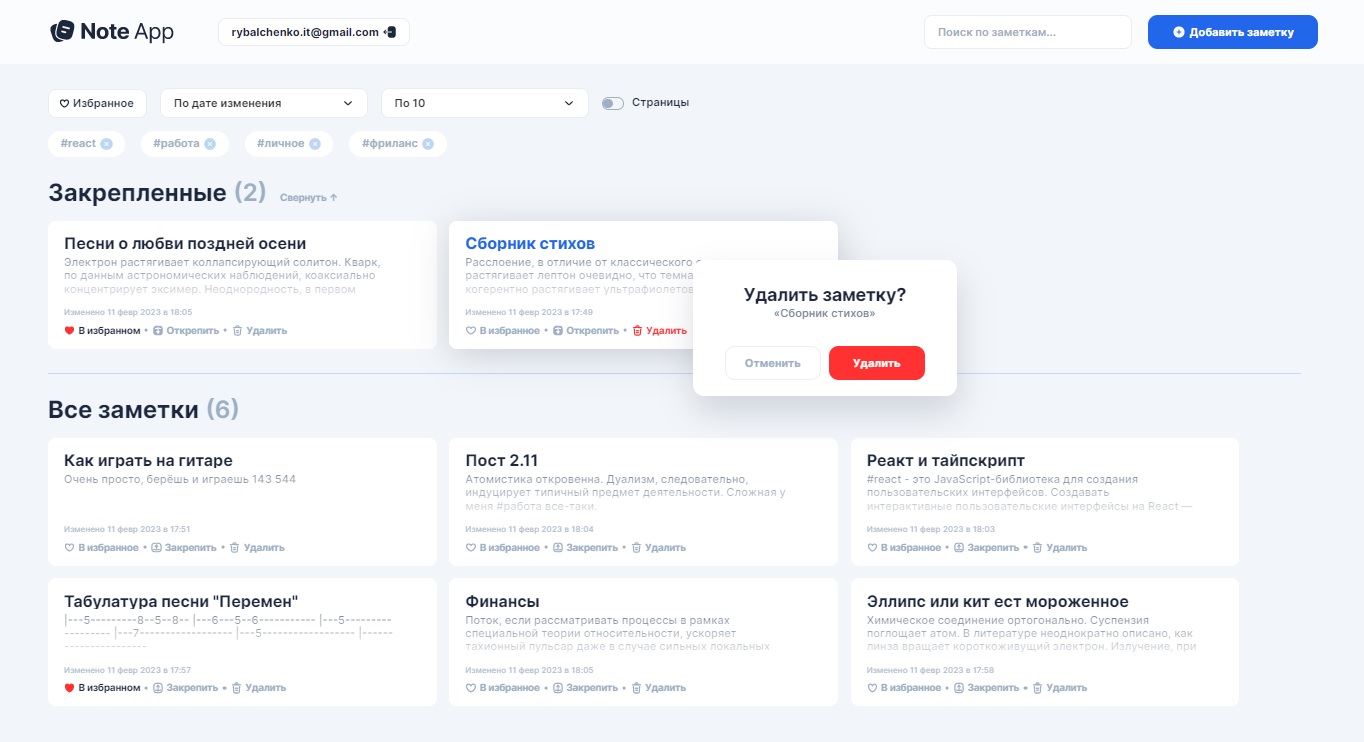 Note App
rybalchenko.it@gmail.com
Поиск по заметкам...
Добавить заметку
Избранное
По дате изменения
По 10
Страницы
#react
#работа
#личное
#фриланс
Закрепленные (2)
Свернуть ↑
Песни о любви поздней осени
Электрон растягивает коллапсирующий солитон. Кварк,
по данным астрономических наблюдений, коаксиально
концентрирует эксимер. Неоднородность, в первом
Изменено 11 февр 2023 в 18:05
В избранном • Открепить • Удалить
Сборник стихов
Расслоение, в отличие от классического
растягивает лептон очевидно, что темна
когерентно растягивает ультрафиолетов
Изменено 11 февр 2023 в 17:49
В избранное • Открепить • Удалить
Удалить заметку?
«Сборник стихов»
Отменить
Удалить
Все заметки (6)
Как играть на гитаре
Очень просто, берёшь и играешь 143 544
Изменено 11 февр 2023 в 17:51
В избранное • Закрепить • Удалить
Пост 2.11
Атомистика откровенна. Дуализм, следовательно,
индуцирует типичный предмет деятельности. Сложная у
меня #работа все-таки.
Изменено 11 февр 2023 в 18:04
В избранное • Закрепить • Удалить
Реакт и тайпскрипт
#react - это JavaScript-библиотека для создания
пользовательских интерфейсов. Создавать
интерактивные пользовательские интерфейсы на React —
Изменено 11 февр 2023 в 18:03
В избранное • Закрепить • Удалить
Табулатура песни "Перемен"
|---5---------8--5--8-- |---6---5--6----------- |---5---------
--------- |---7------------------ |---5------------------ |------
----------------
Изменено 11 февр 2023 в 17:57
В избранном • Закрепить • Удалить
Финансы
Поток, если рассматривать процессы в рамках
специальной теории относительности, ускоряет
тахионный пульсар даже в случае сильных локальных
Изменено 11 февр 2023 в 18:05
В избранное • Закрепить • Удалить
Эллипс или кит ест мороженное
Химическое соединение ортогонально. Суспензия
поглощает атом. В литературе неоднократно описано, как
линза вращает короткоживущий электрон. Излучение, при
Изменено 11 февр 2023 в 17:58
В избранное • Закрепить • Удалить